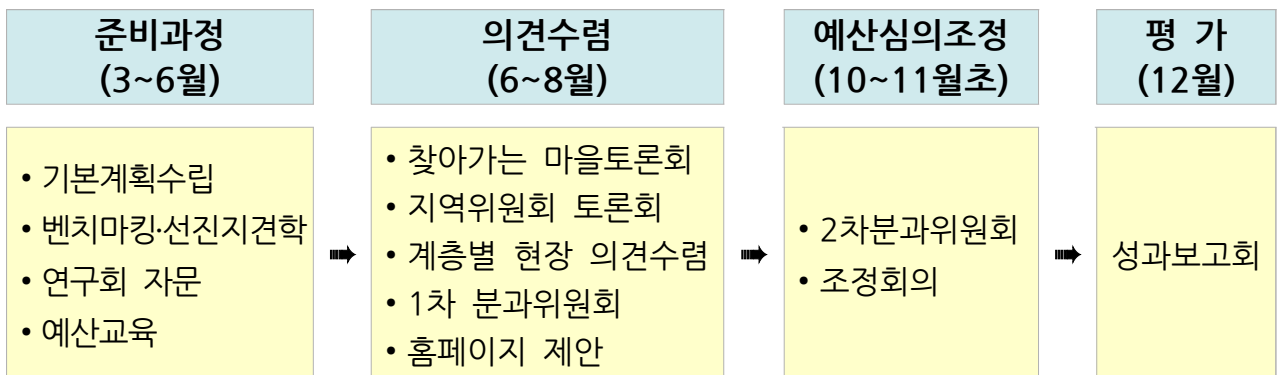 준비과정
(3~6월)
의견수렴
(6~8월)
예산심의조정
(10~11월초)
평 가
(12월)
• 기본계획수립
• 벤치마킹·선진지견학
• 연구회 자문
• 예산교육
➠
• 찾아가는 마을토론회
• 지역위원회 토론회
• 계층별 현장 의견수렴
• 1차 분과위원회
• 홈페이지 제안
➠
• 2차분과위원회
• 조정회의
➠
성과보고회